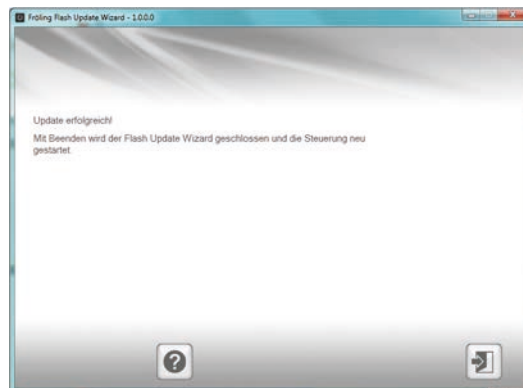 Fröling Flash Update Wizard - 1.0.0.0
Update erfolgreich!
Mit Beenden wird der Flash Update Wizard geschlossen und die Steuerung neu
gestartet
?